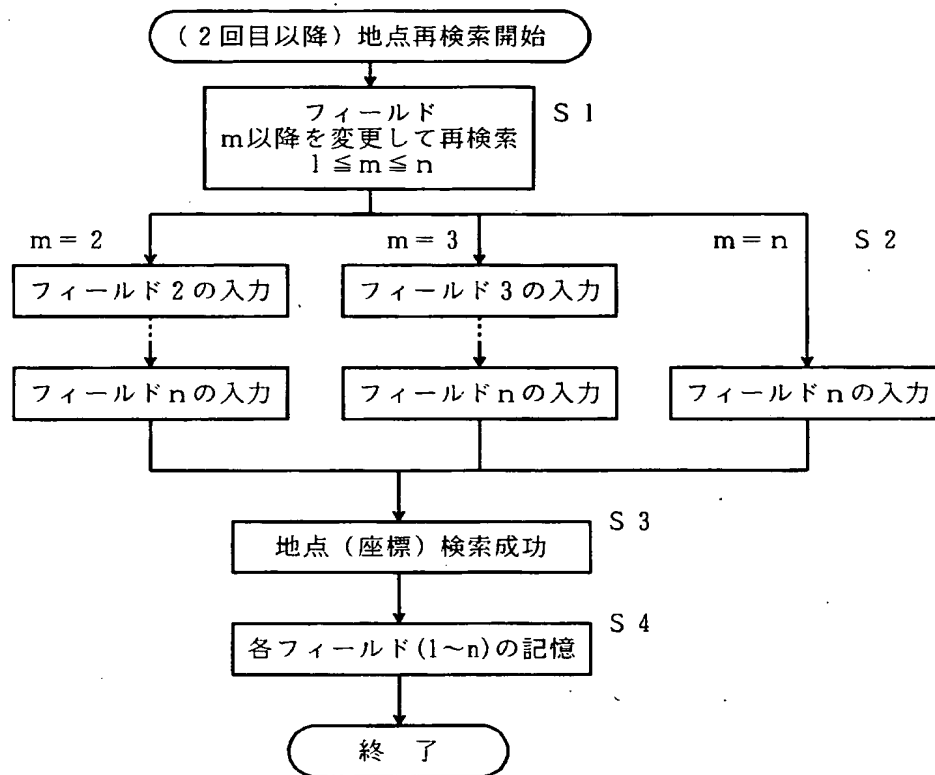 (2回目以降)地点再検索開始
フィールド
m以降を変更して再検索
1≦m≦n
S1
m=2
m=3
m=n
S2
フィールド2の入力
フィールド3の入力
フィールドnの入力
フィールドnの入力
フィールドnの入力
S3
地点(座標)検索成功
S4
各フィールド(1～n)の記憶
終了